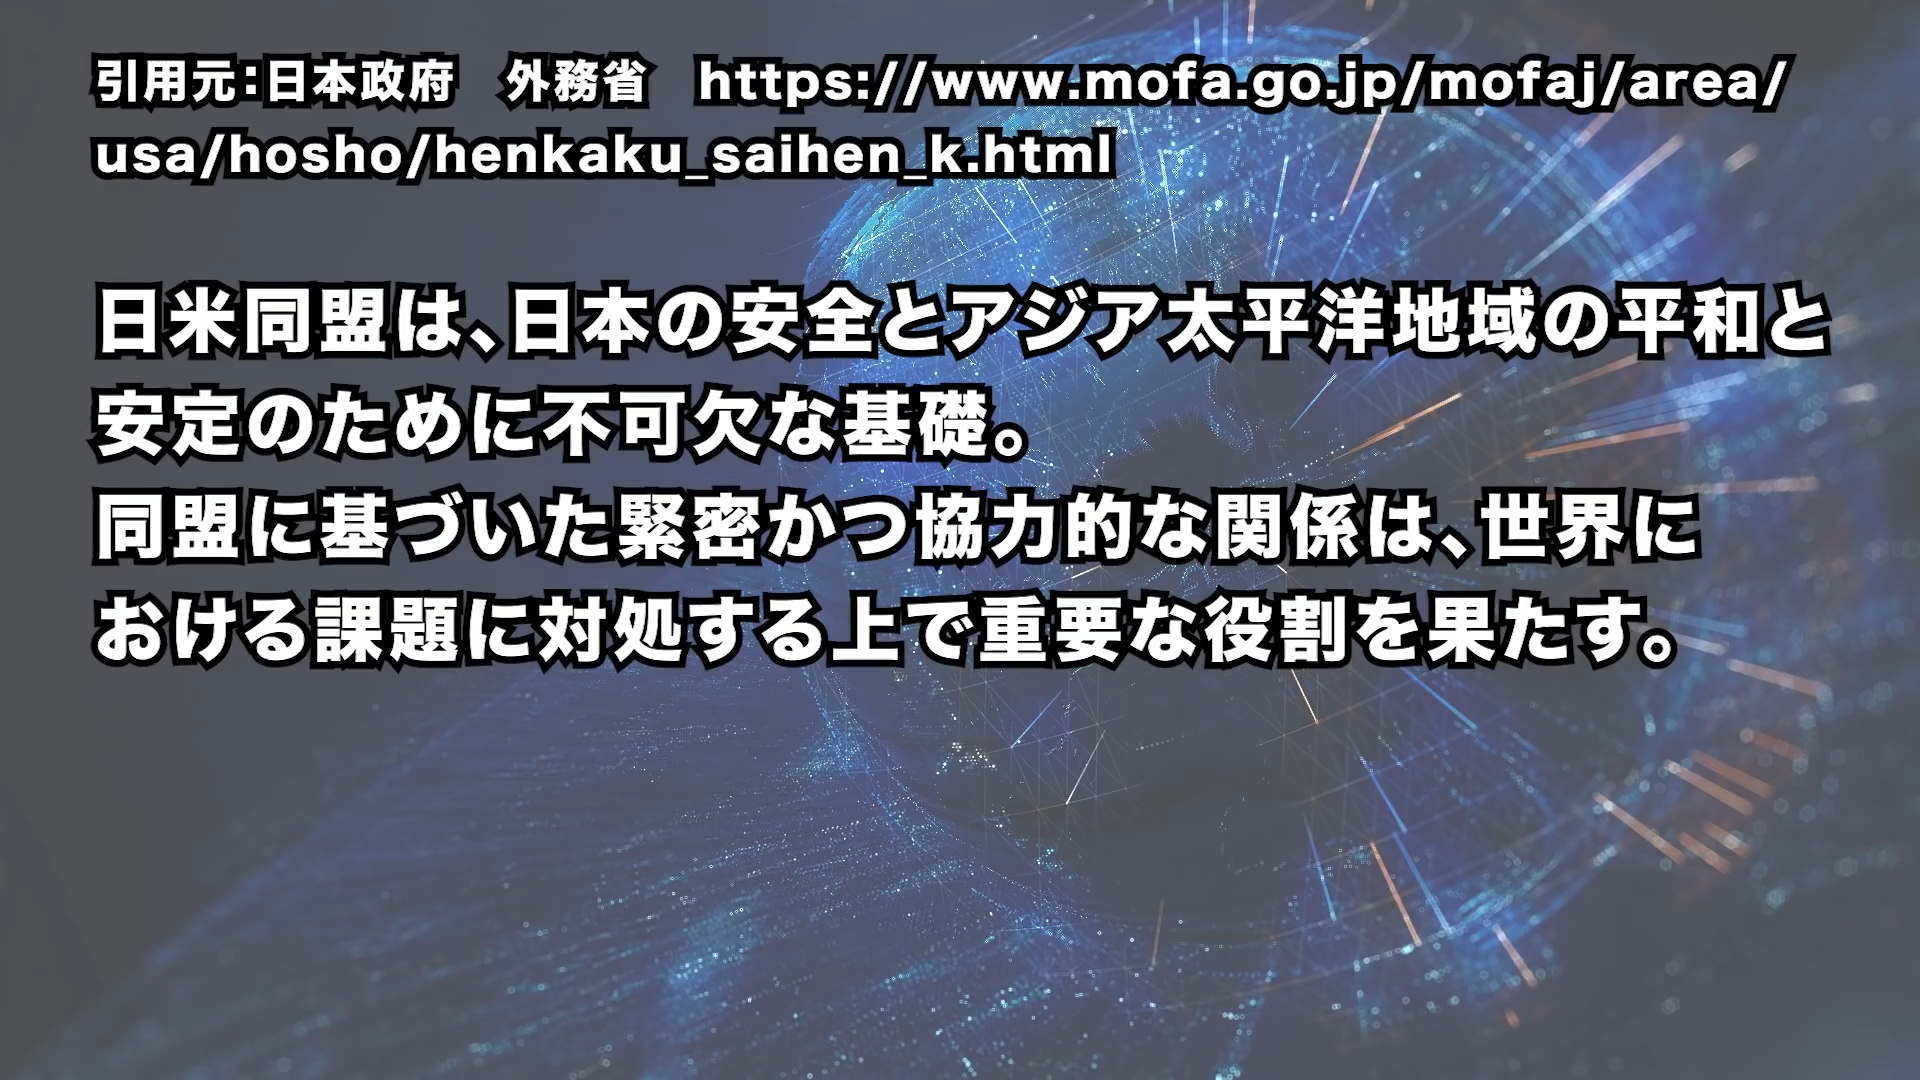 引用元：日本政府　外務省　https://www.mofa.go.jp/mofaj/area/
usa/hosho/henkaku_saihen_k.html
日米同盟は、日本の安全とアジア太平洋地域の平和と
安定のために不可欠な基礎。
同盟に基づいた緊密かつ協力的な関係は、世界に
おける課題に対処する上で重要な役割を果たす。